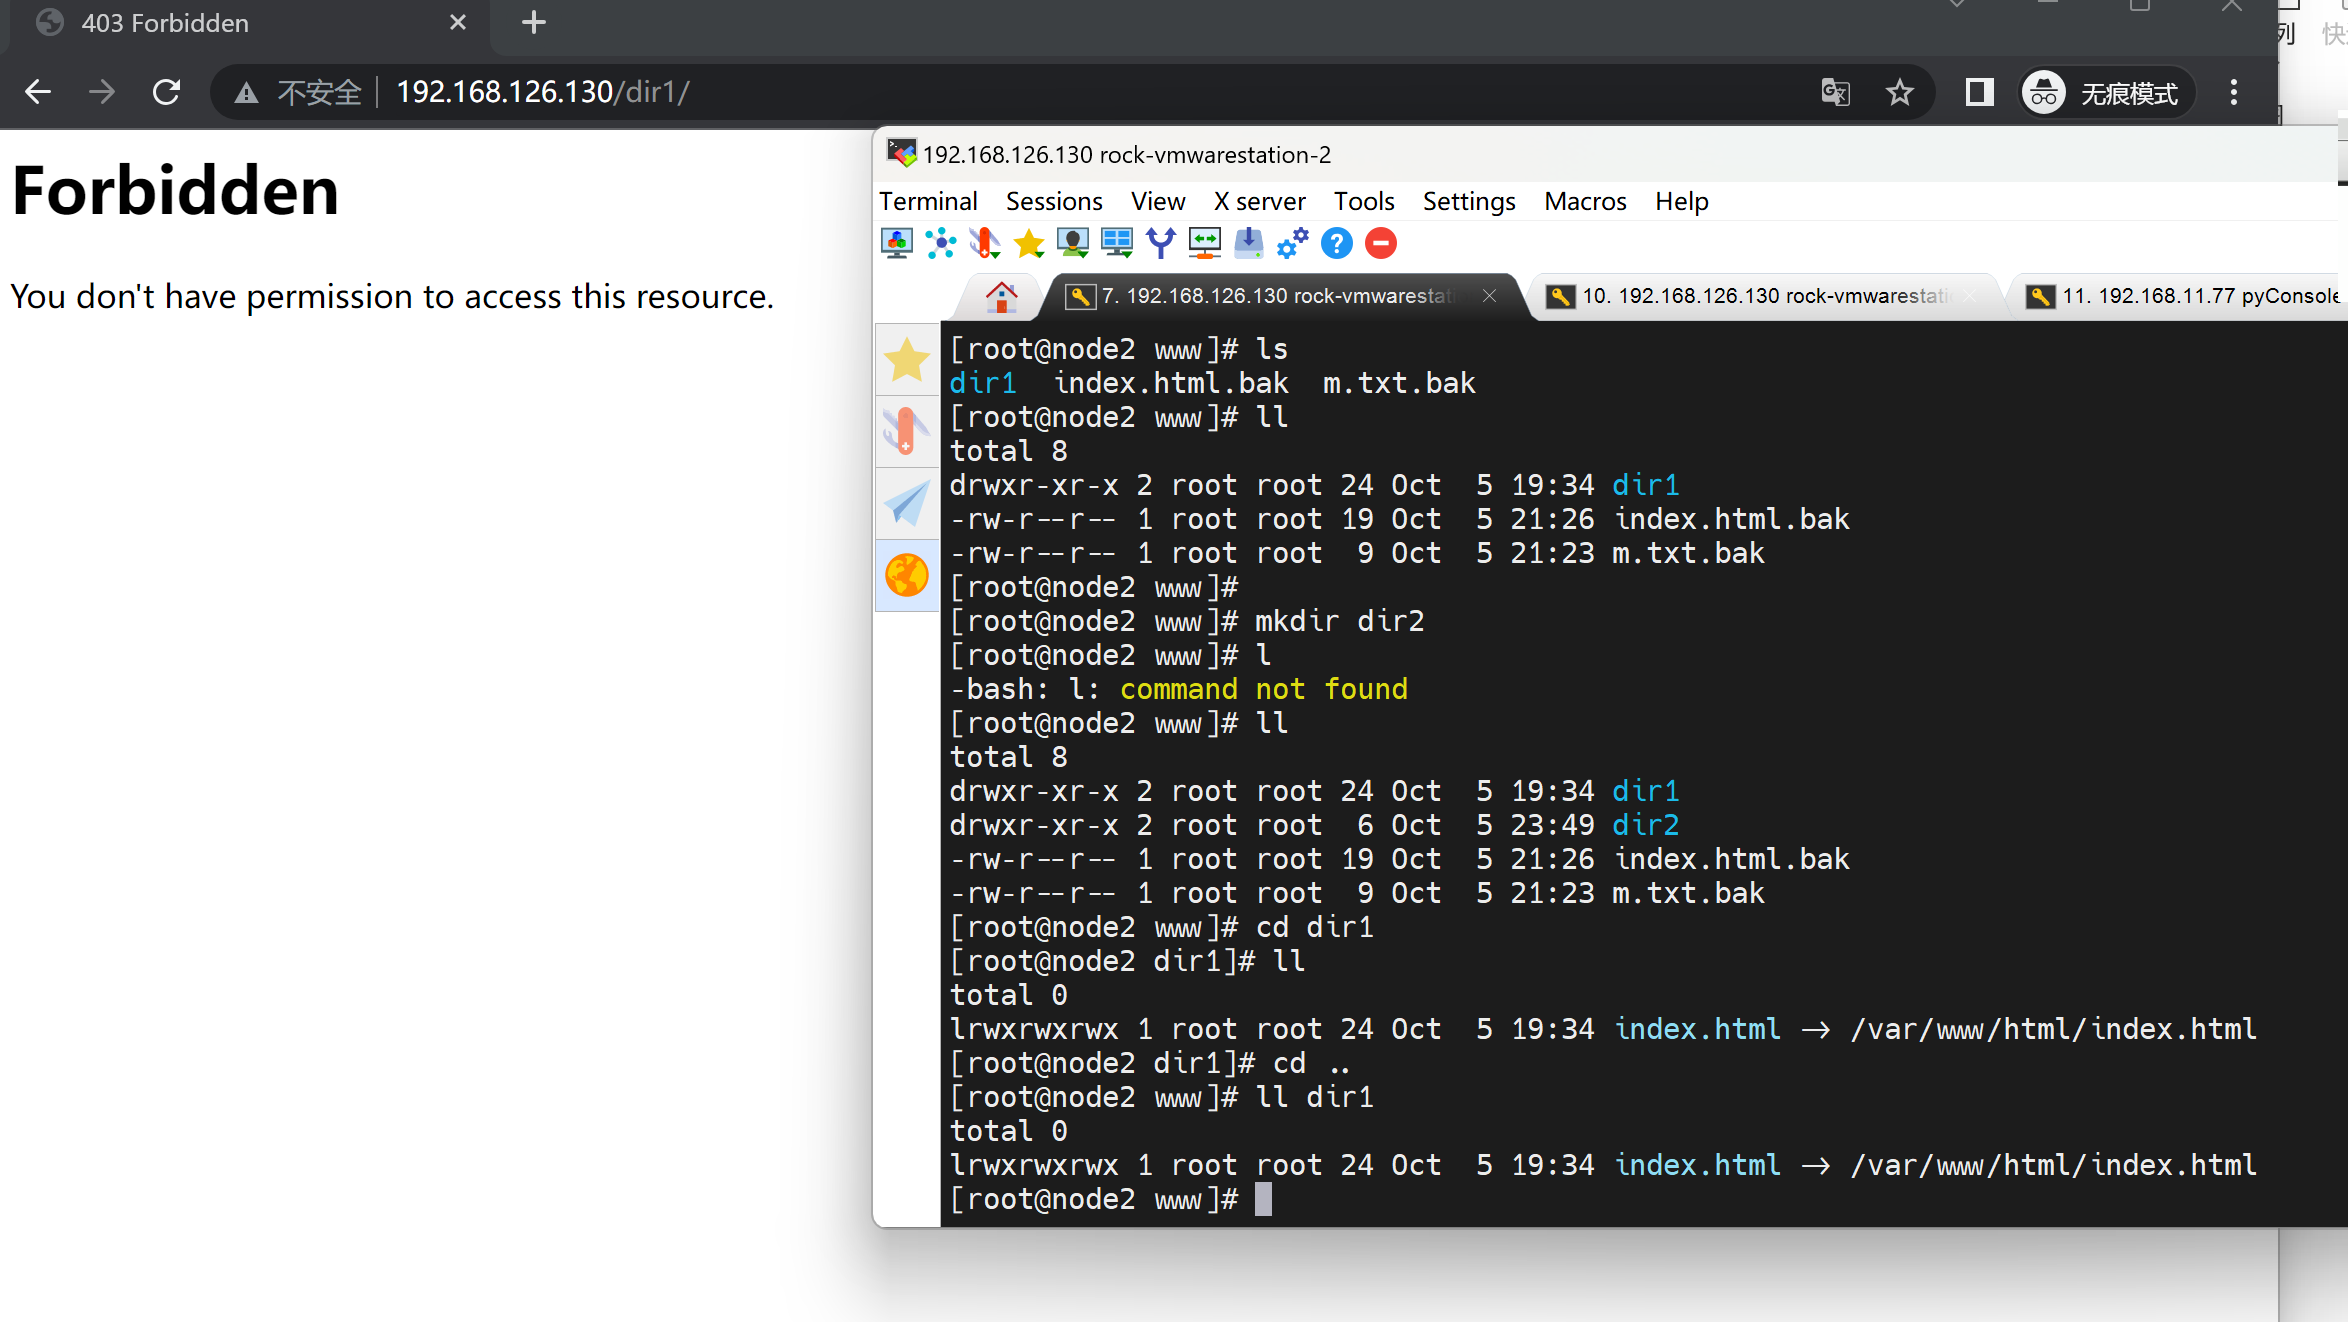 403 Forbidden
列 快
不安全 192.168.126.130/dir1/
无痕模式
Forbidden
You don't have permission to access this resource.
192.168.126.130 rock-vmwarestation-2
Terminal Sessions View X server Tools Settings Macros Help
7. 192.168.126.130 rock-vmwarestati
10. 192.168.126.130 rock-vmwarestati
11. 192.168.11.77 pyConsole
[root@node2 www]# ls
dir1 index.html.bak m.txt.bak
[root@node2 www]# ll
total 8
drwxr-xr-x 2 root root 24 Oct 5 19:34 dir1
-rw-r--r-- 1 root root 19 Oct 5 21:26 index.html.bak
-rw-r--r-- 1 root root 9 Oct 5 21:23 m.txt.bak
[root@node2 www]#
[root@node2 www]# mkdir dir2
[root@node2 www]# l
-bash: l: command not found
[root@node2 www]# ll
total 8
drwxr-xr-x 2 root root 24 Oct 5 19:34 dir1
drwxr-xr-x 2 root root 6 Oct 5 23:49 dir2
-rw-r--r-- 1 root root 19 Oct 5 21:26 index.html.bak
-rw-r--r-- 1 root root 9 Oct 5 21:23 m.txt.bak
[root@node2 www]# cd dir1
[root@node2 dir1]# ll
total 0
lrwxrwxrwx 1 root root 24 Oct 5 19:34 index.html -> /var/www/html/index.html
[root@node2 dir1]# cd ..
[root@node2 www]# ll dir1
total 0
lrwxrwxrwx 1 root root 24 Oct 5 19:34 index.html -> /var/www/html/index.html
[root@node2 www]#